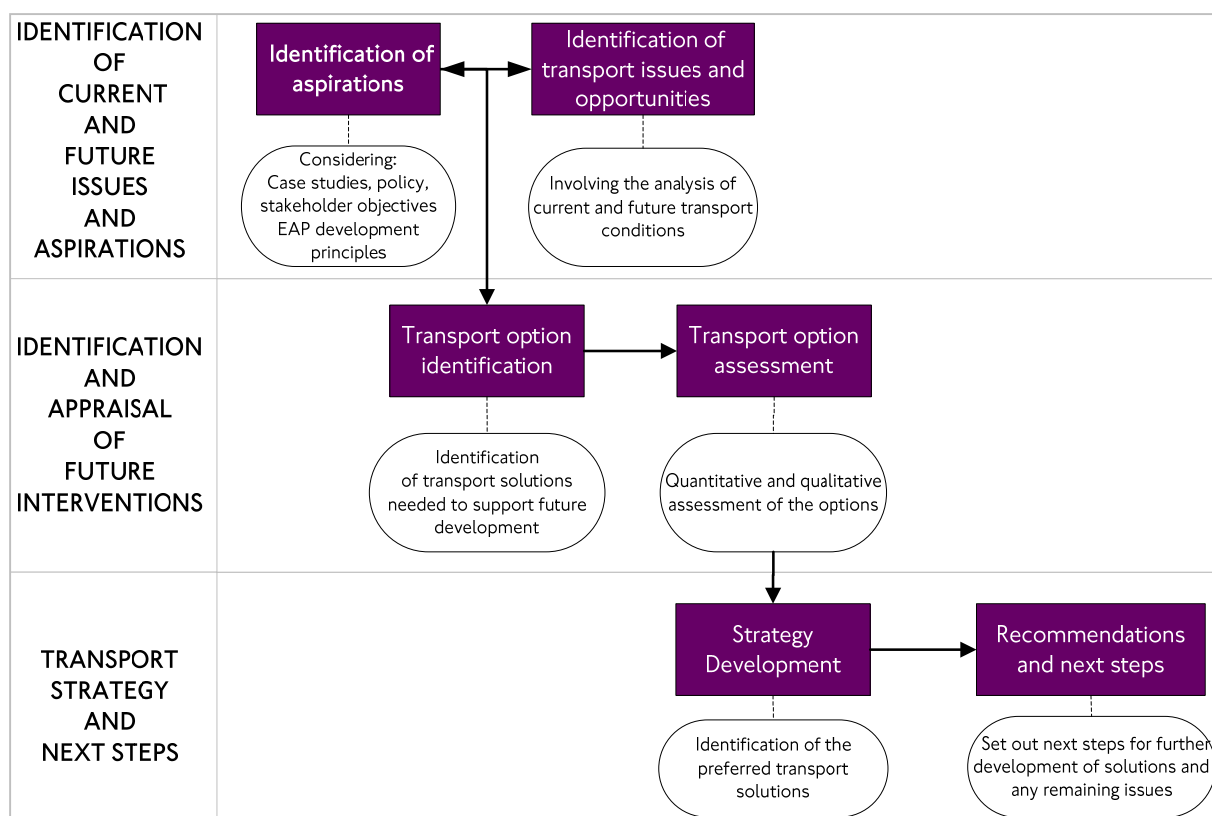 IDENTIFICATION
OF
CURRENT
AND
FUTURE
ISSUES
AND
ASPIRATIONS
Identification of
aspirations
Identification of
transport issues and
opportunities
Considering:
Case studies, policy,
stakeholder objectives
EAP development
principles
Involving the analysis of
current and future transport
conditions
IDENTIFICATION
AND
APPRAISAL
OF
FUTURE
INTERVENTIONS
Transport option
identification
Transport option
assessment
Identification
of transport solutions
needed to support future
development
Quantitative and qualitative
assessment of the options
TRANSPORT
STRATEGY
AND
NEXT STEPS
Strategy
Development
Recommendations
and next steps
Identification of the
preferred transport
solutions
Set out next steps for further
development of solutions and
any remaining issues